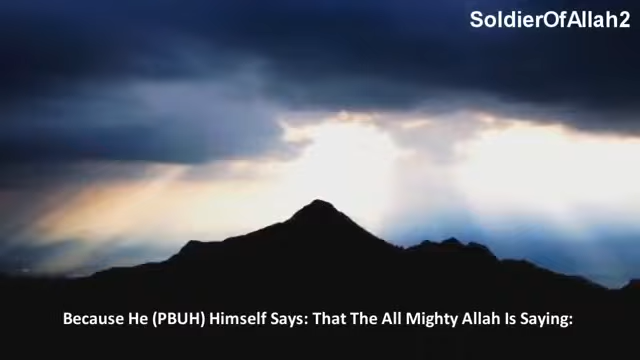 SoldierOfAllah2
Because He (PBUH) Himself Says: That The All Mighty Allah Is Saying: